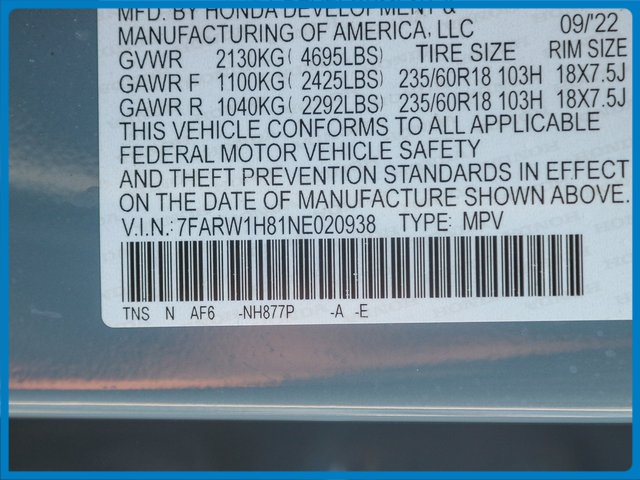 MFD. BY HONDA DEVELOPMENT &
MANUFACTURING OF AMERICA, LLC 09/22
GVWR 2130KG( 4695LBS) TIRE SIZE RIM SIZE
GAWR F 1100KG( 2425LBS) 235/60R18 103H 18X7.5J
GAWR R 1040KG( 2292LBS) 235/60R18 103H 18X7.5J
THIS VEHICLE CONFORMS TO ALL APPLICABLE
FEDERAL MOTOR VEHICLE SAFETY
AND THEFT PREVENTION STANDARDS IN EFFECT
ON THE DATE OF MANUFACTURE SHOWN ABOVE.
V.I.N.:7FARW1H81NE020938 TYPE: MPV
TNS N AF6 -NH877P -A -E